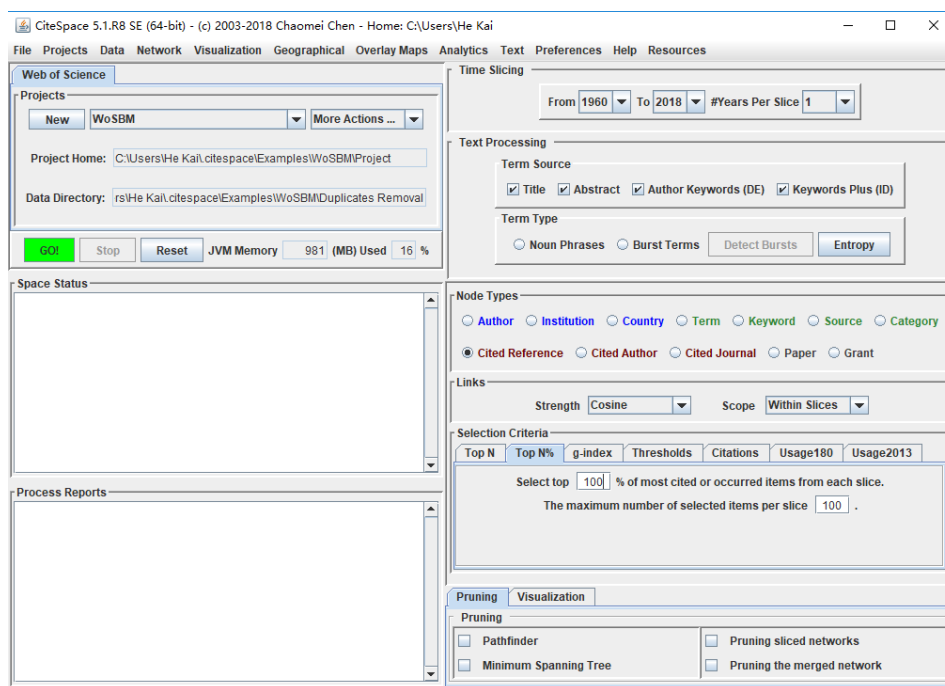 CiteSpace 5.1.R8 SE (64-bit) - (c) 2003-2018 Chaomei Chen - Home: C:\Users\He Kai
File Projects Data Network Visualization Geographical Overlay Maps Analytics Text Preferences Help Resources
Web of Science
Projects
New WoSBM More Actions ...
Project Home: C:\Users\He Kai\.citespace\Examples\WoSBM\Project
Data Directory: rs\He Kai\.citespace\Examples\WoSBM\Duplicates Removal
GO! Stop Reset JVM Memory 981 (MB) Used 16 %
Space Status
Process Reports
Time Slicing
From 1960 To 2018 #Years Per Slice 1
Text Processing
Term Source
Title Abstract Author Keywords (DE) Keywords Plus (ID)
Term Type
Noun Phrases Burst Terms Detect Bursts Entropy
Node Types
Author Institution Country Term Keyword Source Category
Cited Reference Cited Author Cited Journal Paper Grant
Links
Strength Cosine Scope Within Slices
Selection Criteria
Top N Top N% g-index Thresholds Citations Usage180 Usage2013
Select top 100 % of most cited or occurred items from each slice.
The maximum number of selected items per slice 100 .
Pruning Visualization
Pruning
Pathfinder Pruning sliced networks
Minimum Spanning Tree Pruning the merged network